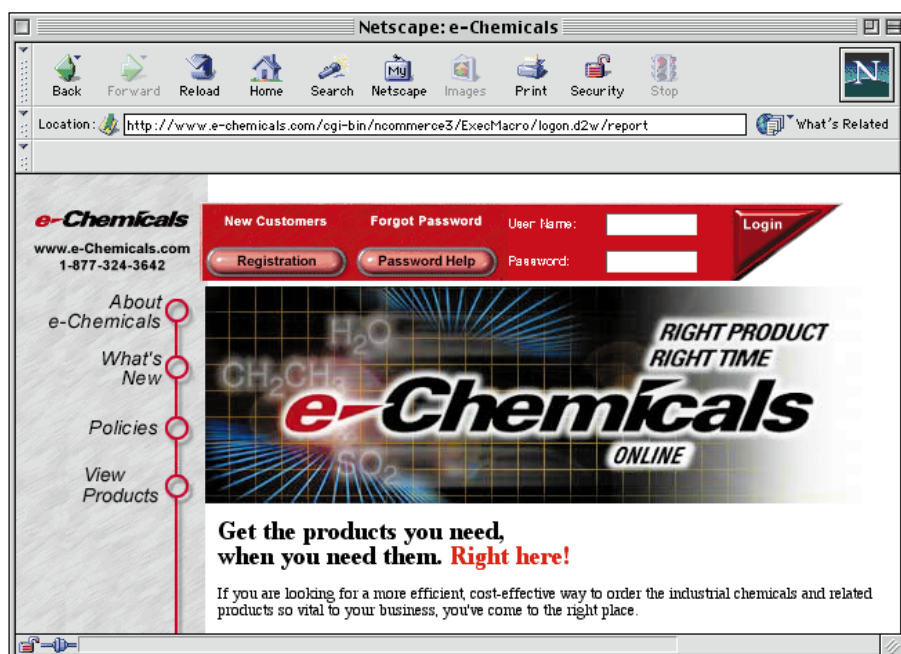 Netscape: e-Chemicals
Back Forward Reload Home Search Netscape Images Print Security Stop
My
N
Location: http://www.e-chemicals.com/cgi-bin/ncommerce3/ExecMacro/logon.d2w/report What's Related
e-Chemicals
www.e-Chemicals.com
1-877-324-3642
New Customers Forgot Password User Name: Login
Registration Password Help Password:
About
e-Chemicals
What's
New
Policies
View
Products
H2O
CH2CH3
SO2
RIGHT PRODUCT
RIGHT TIME
e-Chemicals
ONLINE
Get the products you need,
when you need them. Right here!
If you are looking for a more efficient, cost-effective way to order the industrial chemicals and related
products so vital to your business, you've come to the right place.